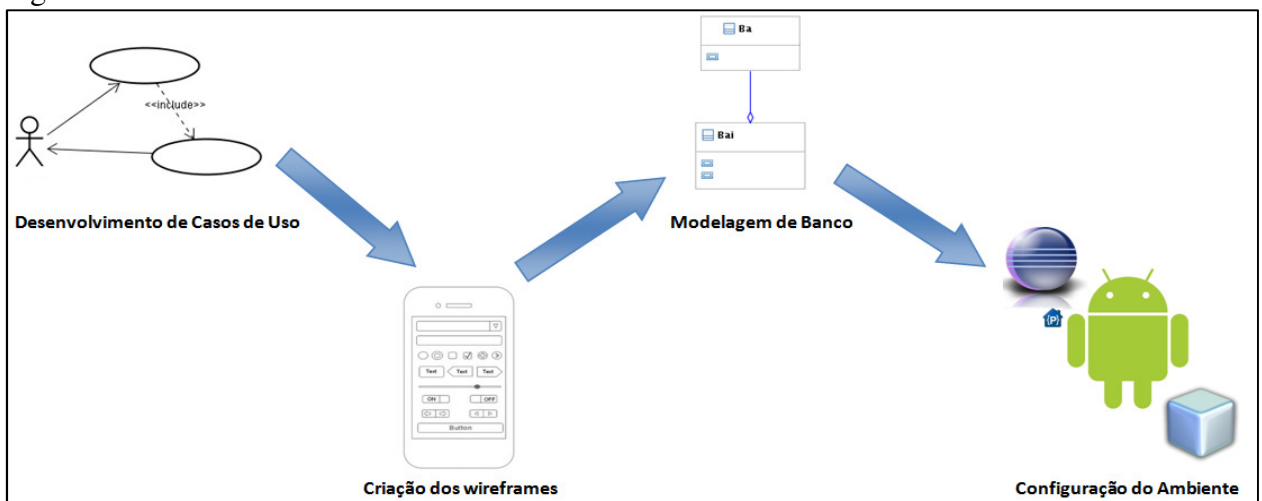 Ba
<<include>>
Bai
Desenvolvimento de Casos de Uso
Modelagem de Banco
{P}
Text
Text
Text
ON
OFF
Button
Criação dos wireframes
Configuração do Ambiente